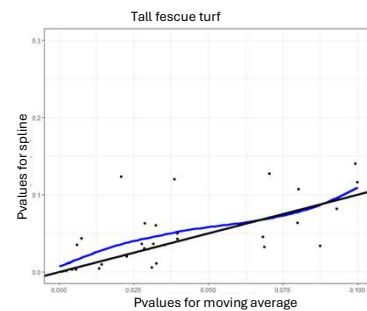 Tall fescue turf
Pvalues for spline
0.3
0.2
0.1
0.0
0.000 0.025 0.050 0.075 0.100
Pvalues for moving average